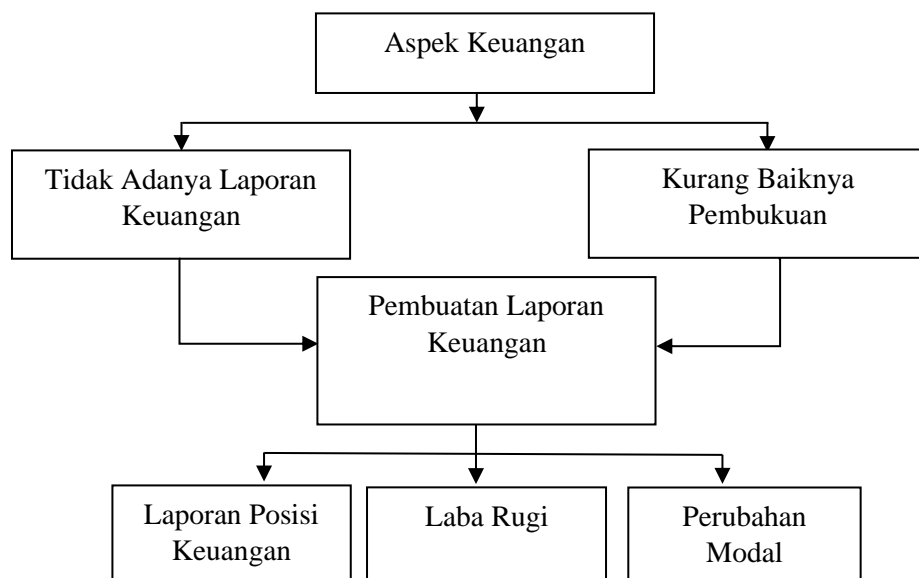 Aspek Keuangan
Tidak Adanya Laporan
Keuangan
Kurang Baiknya
Pembukuan
Pembuatan Laporan
Keuangan
Laporan Posisi
Keuangan
Laba Rugi
Perubahan
Modal